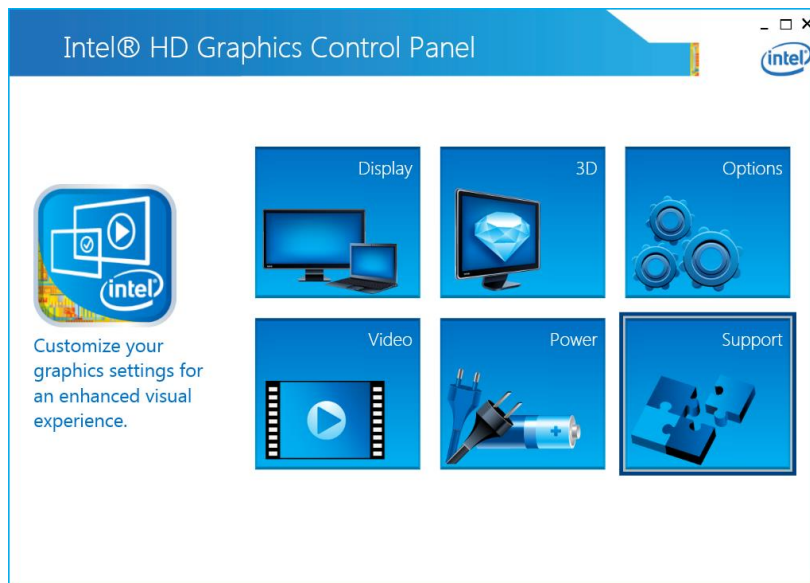 Intel® HD Graphics Control Panel
intel
Display
3D
Options
intel
Customize your
graphics settings for
an enhanced visual
experience.
Video
Power
Support